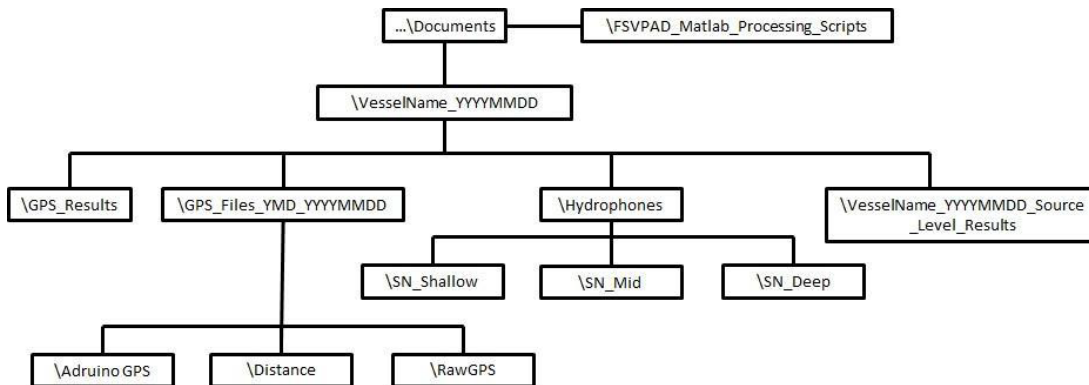 ...\Documents
\FSVPAD_Matlab_Processing_Scripts
\VesselName_YYYYMMDD
\GPS_Results
\GPS_Files_YMD_YYYYMMDD
\Hydrophones
\VesselName_YYYYMMDD_Source
_Level_Results
\SN_Shallow
\SN_Mid
\SN_Deep
\Adruino GPS
\Distance
\RawGPS